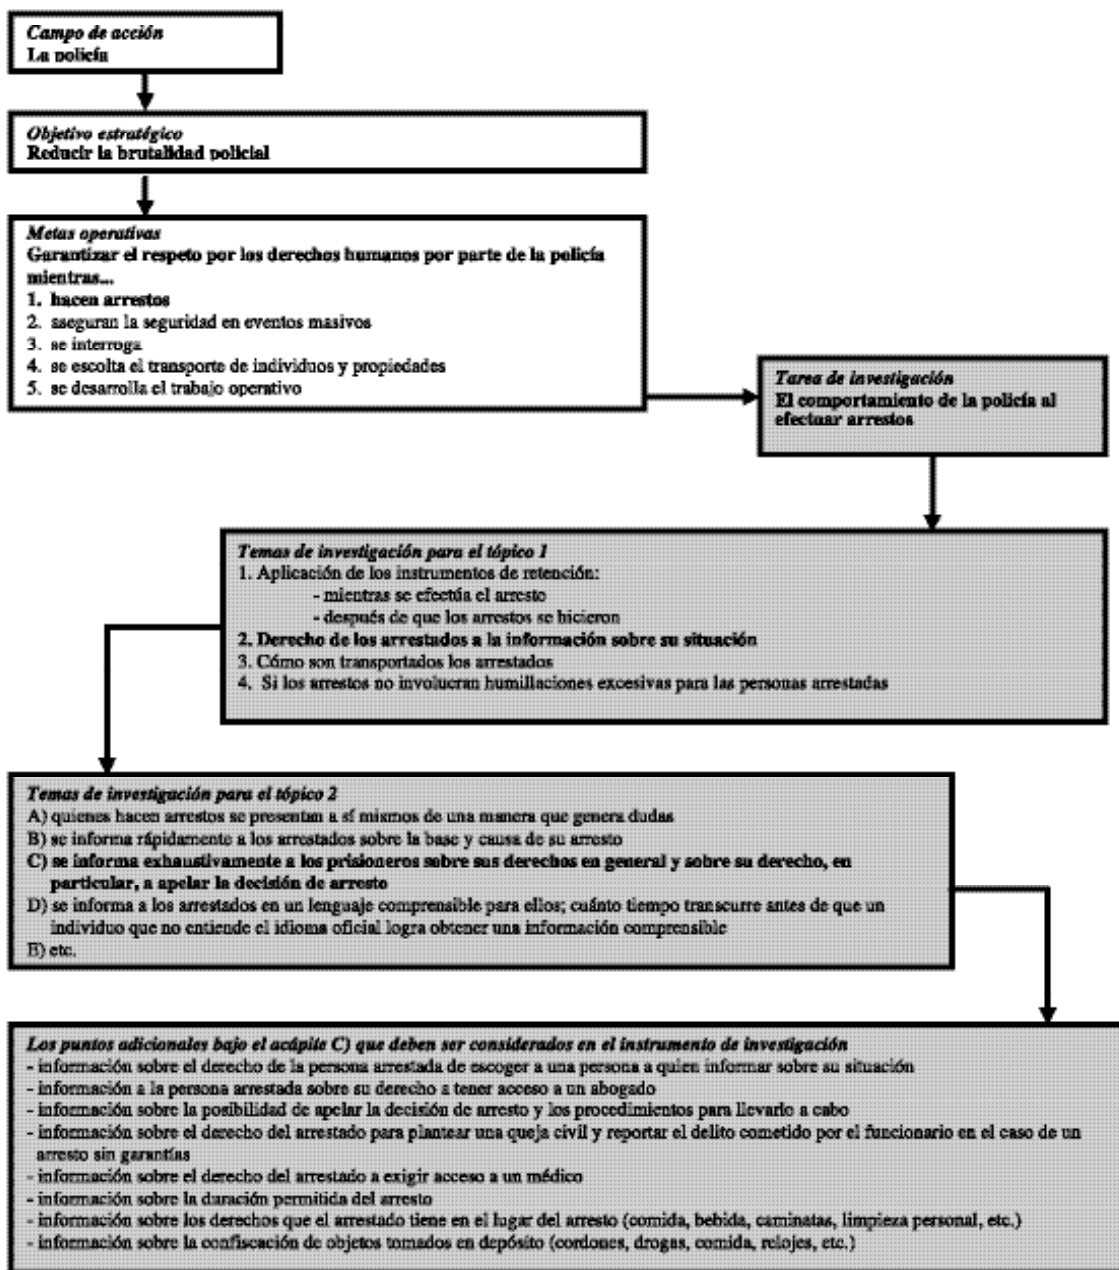 Campo de acción
La policía
Objetivo estratégico
Reducir la brutalidad policial
Metas operativas
Garantizar el respeto por los derechos humanos por parte de la policía
mientras...
1. hacen arrestos
2. aseguran la seguridad en eventos masivos
3. se interroga
4. se escolta el transporte de individuos y propiedades
5. se desarrolla el trabajo operativo
Tarea de investigación
El comportamiento de la policía al
efectuar arrestos
Temas de investigación para el tópico 1
1. Aplicación de los instrumentos de retención:
- mientras se efectúa el arresto
- después de que los arrestos se hicieron
2. Derecho de los arrestados a la información sobre su situación
3. Cómo son transportados los arrestados
4. Si los arrestos no involucran humillaciones excesivas para las personas arrestadas
Temas de investigación para el tópico 2
A) quienes hacen arrestos se presentan a sí mismos de una manera que genera dudas
B) se informa rápidamente a los arrestados sobre la base y causa de su arresto
C) se informa exhaustivamente a los prisioneros sobre sus derechos en general y sobre su derecho, en
particular, a apelar la decisión de arresto
D) se informa a los arrestados en un lenguaje comprensible para ellos; cuánto tiempo transcurre antes de que un
individuo que no entiende el idioma oficial logra obtener una información comprensible
E) etc.
Los puntos adicionales bajo el acápite C) que deben ser considerados en el instrumento de investigación
- información sobre el derecho de la persona arrestada de escoger a una persona a quien informar sobre su situación
- información a la persona arrestada sobre su derecho a tener acceso a un abogado
- información sobre la posibilidad de apelar la decisión de arresto y los procedimientos para llevarlo a cabo
- información sobre el derecho del arrestado para plantear una queja civil y reportar el delito cometido por el funcionario en el caso de un
arresto sin garantías
- información sobre el derecho del arrestado a exigir acceso a un médico
- información sobre la duración permitida del arresto
- información sobre los derechos que el arrestado tiene en el lugar del arresto (comida, bebida, caminatas, limpieza personal, etc.)
- información sobre la confiscación de objetos tomados en depósito (cordones, drogas, comida, relojes, etc.)